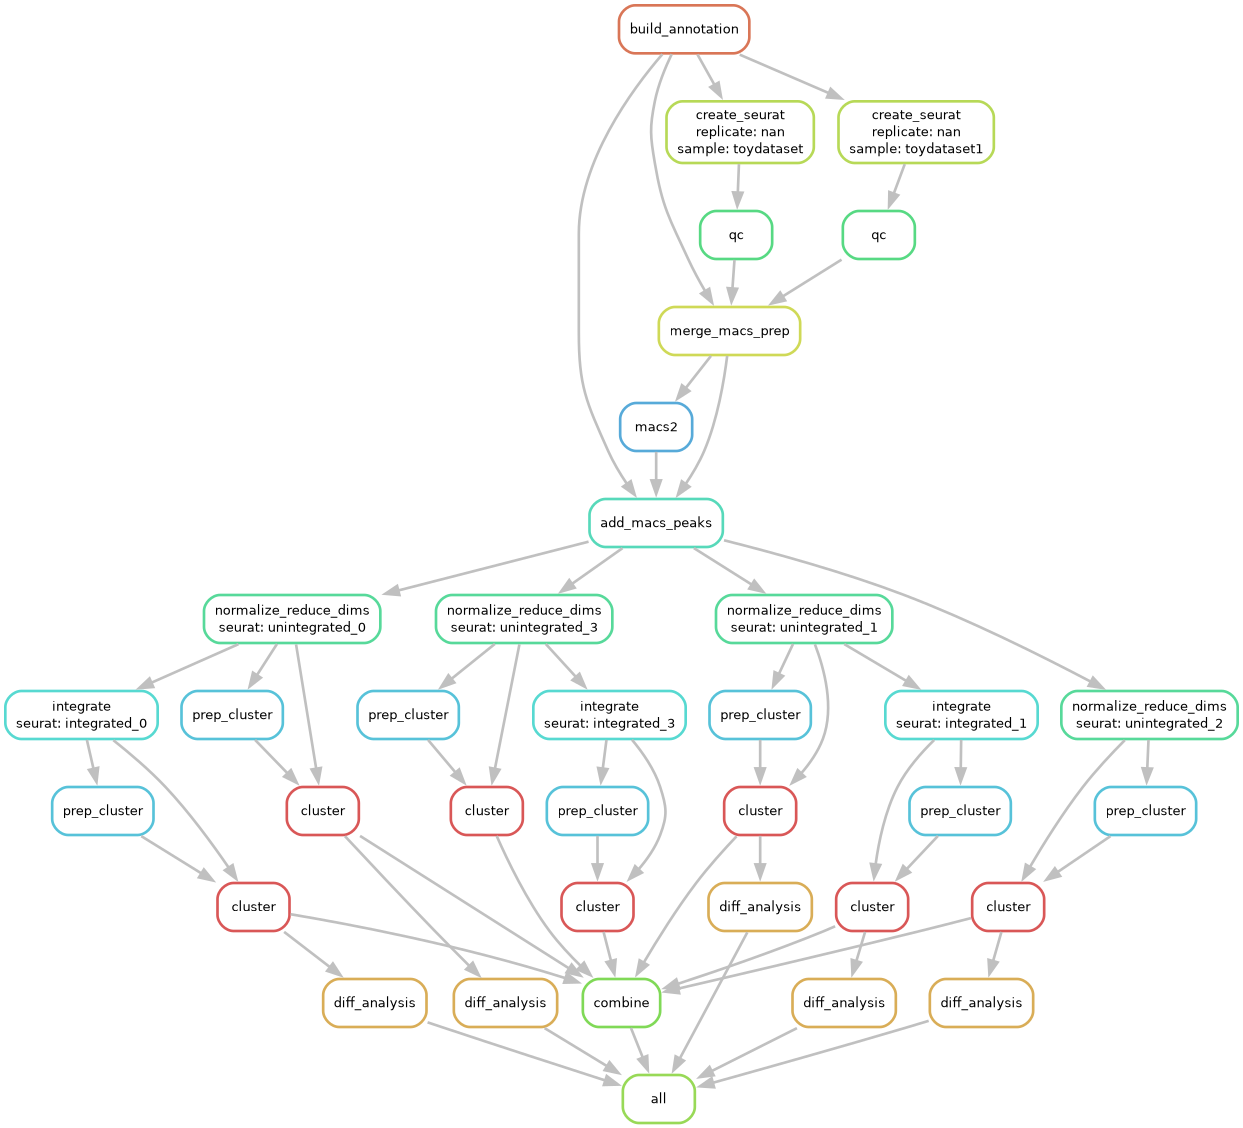 build_annotation
create_seurat
replicate: nan
sample: toydataset
create_seurat
replicate: nan
sample: toydataset1
qc
qc
merge_macs_prep
macs2
add_macs_peaks
normalize_reduce_dims
seurat: unintegrated_0
normalize_reduce_dims
seurat: unintegrated_3
normalize_reduce_dims
seurat: unintegrated_1
integrate
seurat: integrated_0
prep_cluster
prep_cluster
integrate
seurat: integrated_3
prep_cluster
integrate
seurat: integrated_1
normalize_reduce_dims
seurat: unintegrated_2
prep_cluster
cluster
cluster
prep_cluster
cluster
prep_cluster
prep_cluster
cluster
cluster
diff_analysis
cluster
cluster
diff_analysis
diff_analysis
combine
diff_analysis
diff_analysis
all